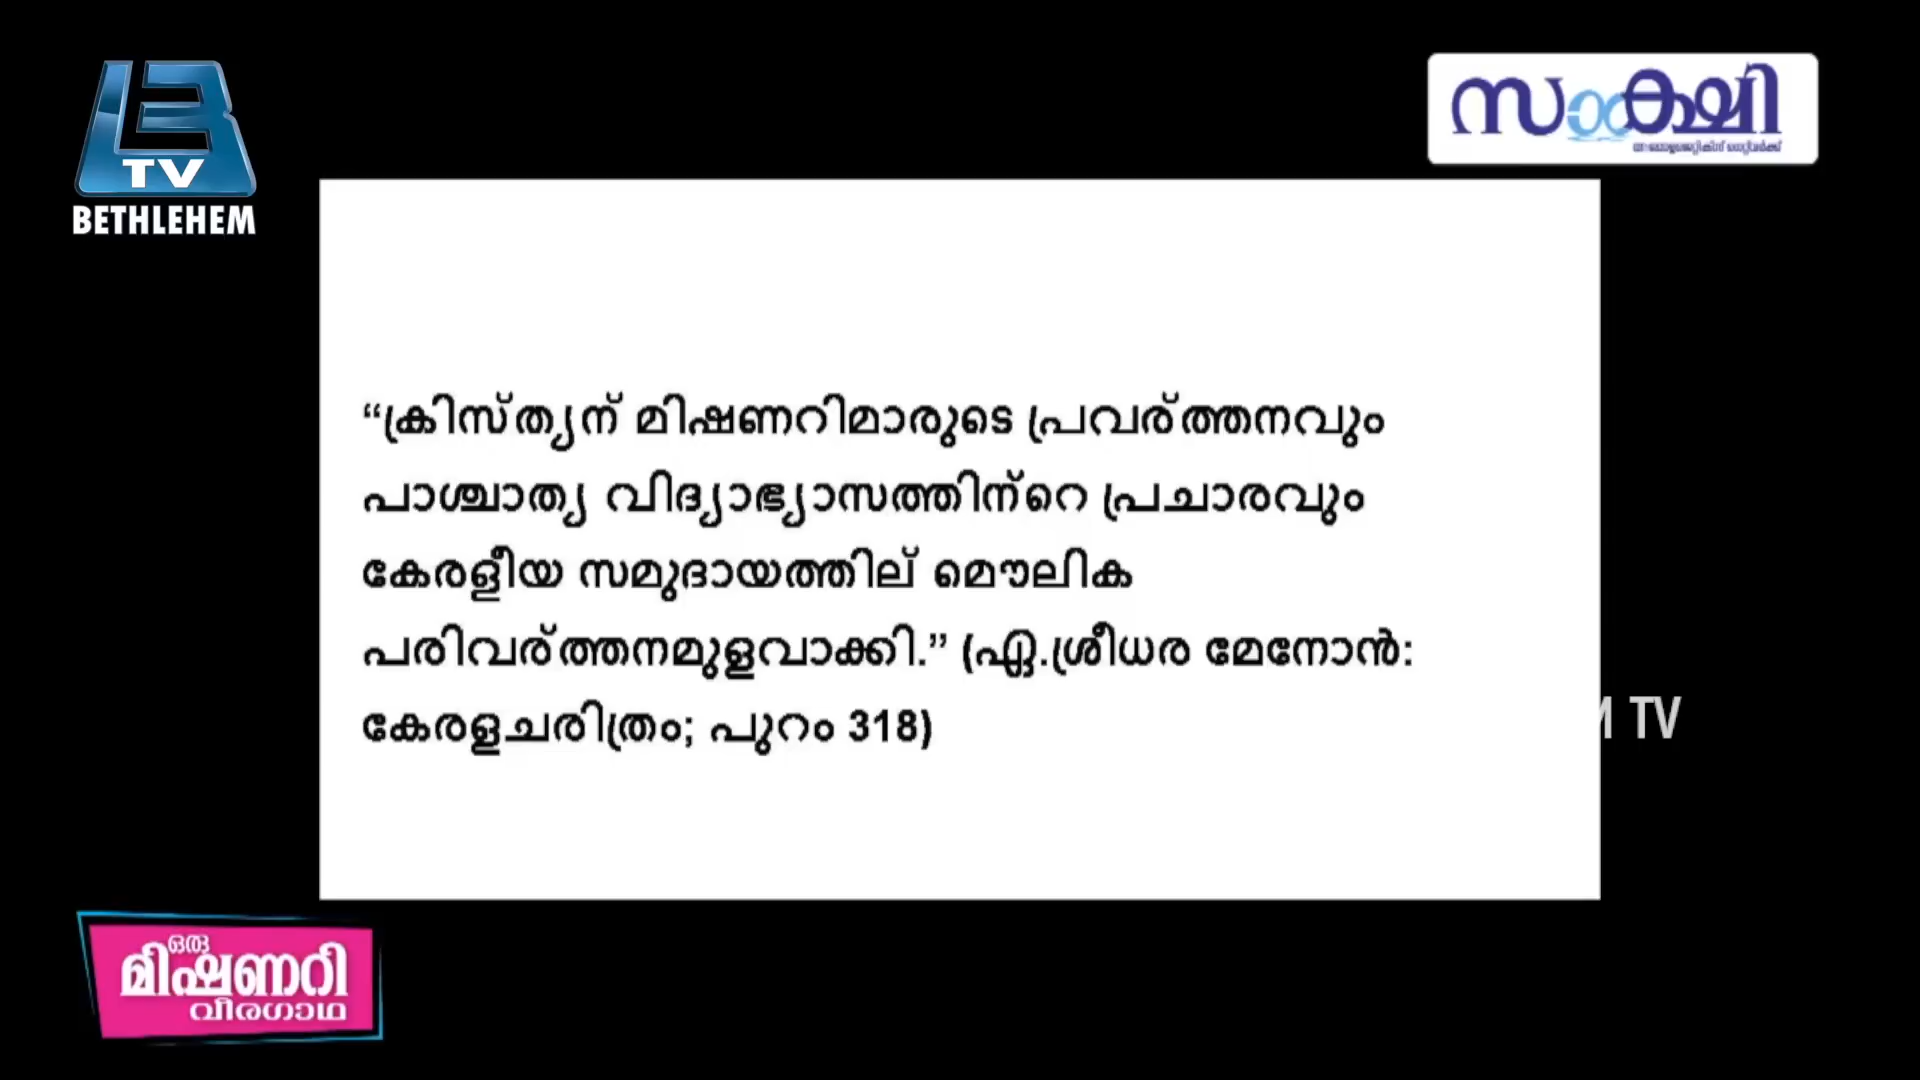 TV
BETHLEHEM
സാക്ഷി
“ക്രിസ്ത്യന് മിഷണറിമാരുടെ പ്രവര്ത്തനവും
പാശ്ചാത്യ വിദ്യാഭ്യാസത്തിന്റെ പ്രചാരവും
കേരളീയ സമുദായത്തില് മൌലിക
പരിവര്ത്തനമുളവാക്കി.” (ഏ.ശ്രീധര മേനോൻ:
കേരളചരിത്രം; പുറം 318)
M TV
ഒരു
മിഷണറി
വീരഗാഥ